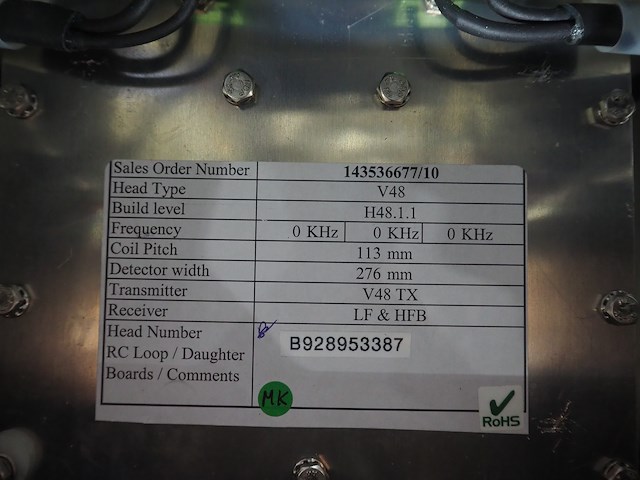 Sales Order Number 143536677/10
Head Type V48
Build level H48.1.1
Frequency 0 KHz 0 KHz 0 KHz
Coil Pitch 113 mm
Detector width 276 mm
Transmitter V48 TX
Receiver LF & HFB
Head Number B928953387
RC Loop / Daughter
Boards / Comments
MK
RoHS